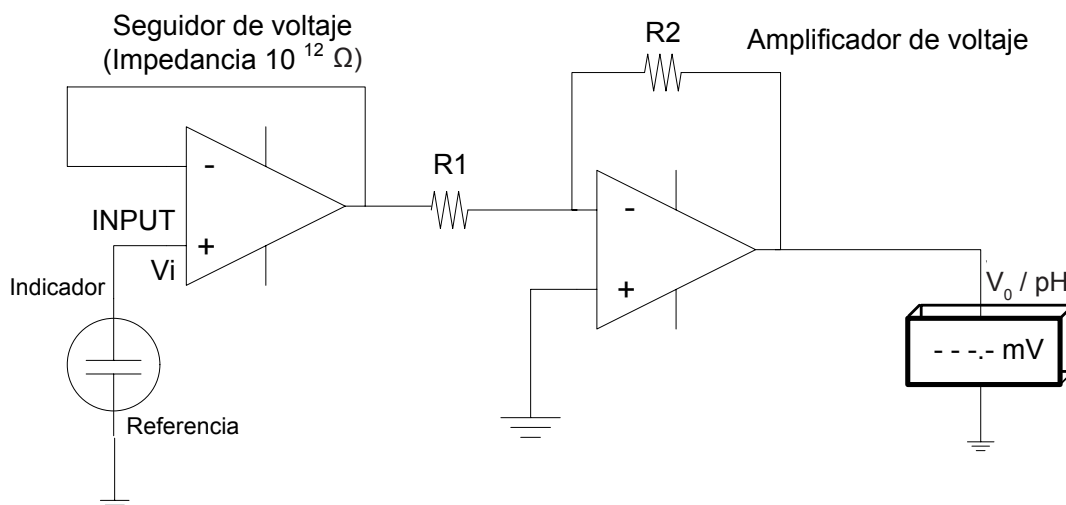 Seguidor de voltaje
(Impedancia 10 ¹² Ω)
R2
Amplificador de voltaje
-
R1
INPUT
+
Vi
-
+
Indicador
V₀ / pH
- - -.- mV
Referencia